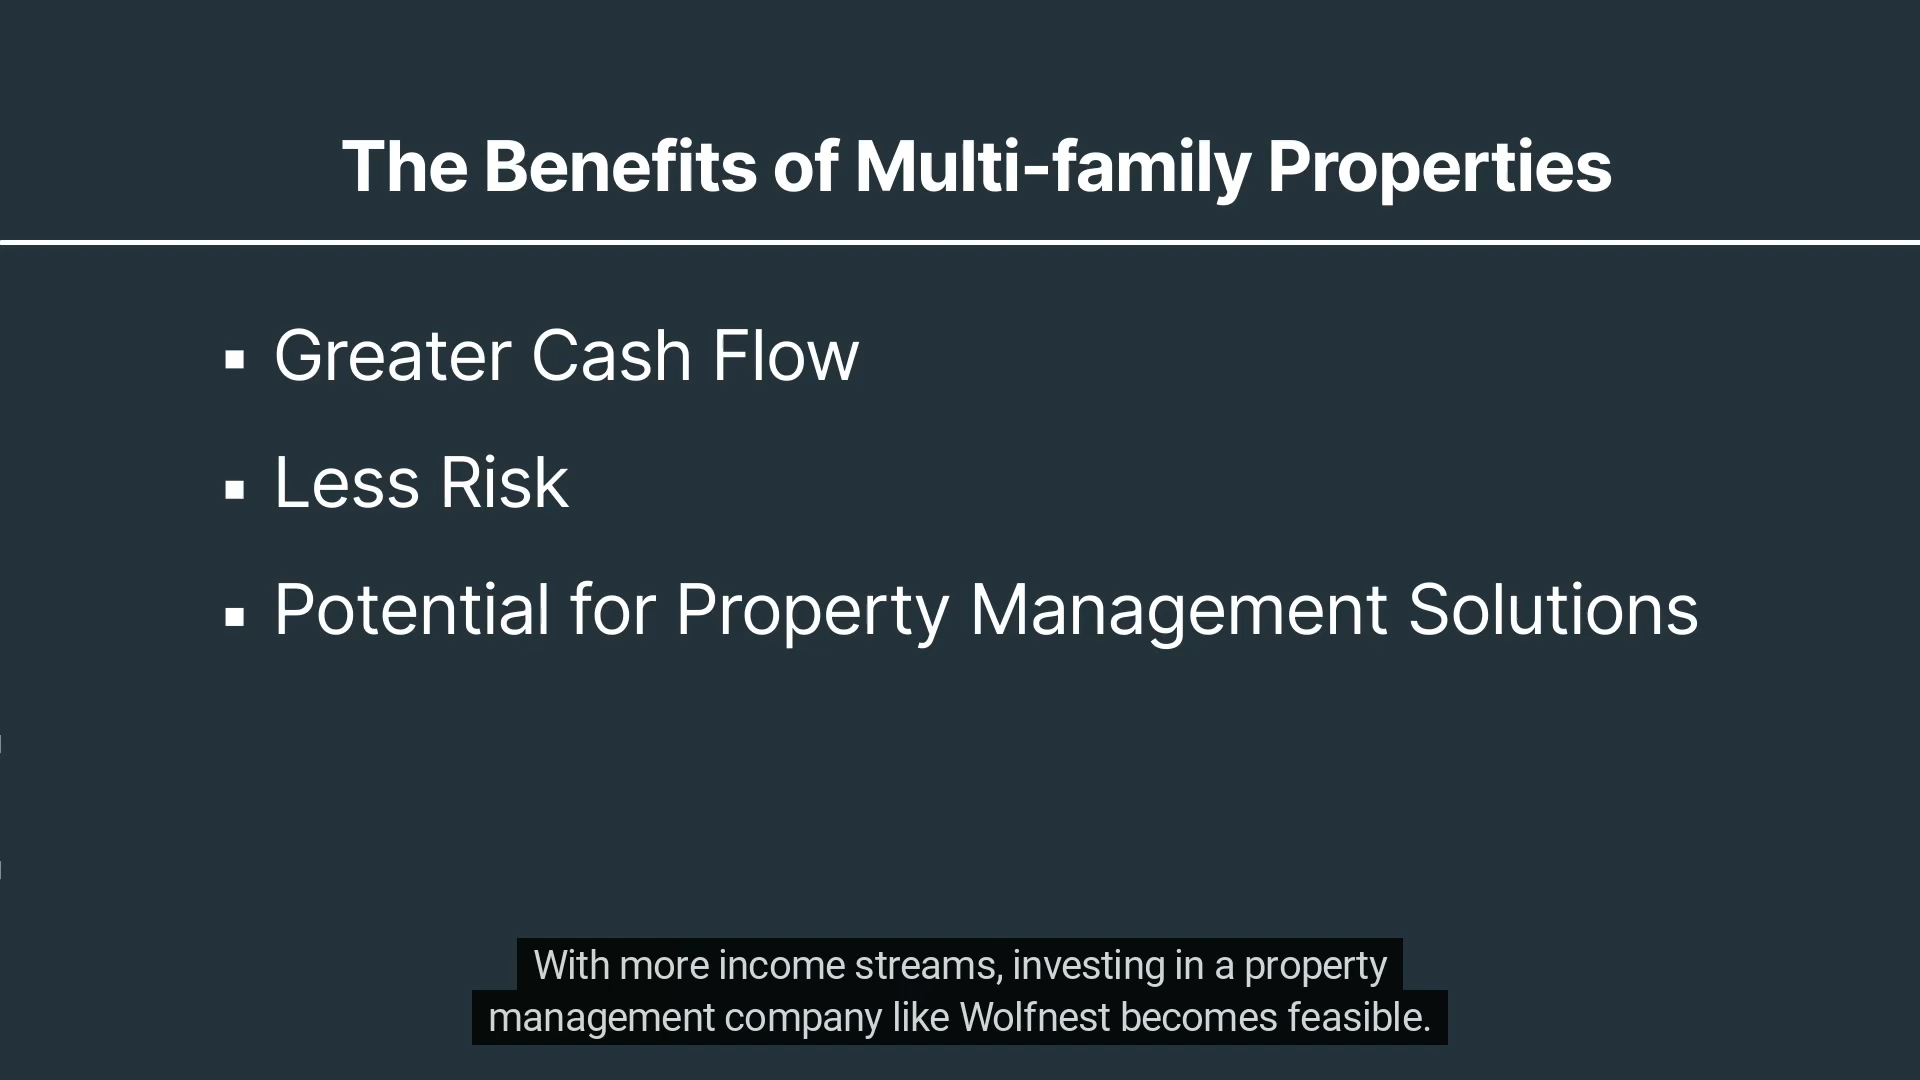 The Benefits of Multi-family Properties
▪ Greater Cash Flow
▪ Less Risk
▪ Potential for Property Management Solutions
With more income streams, investing in a property
management company like Wolfnest becomes feasible.